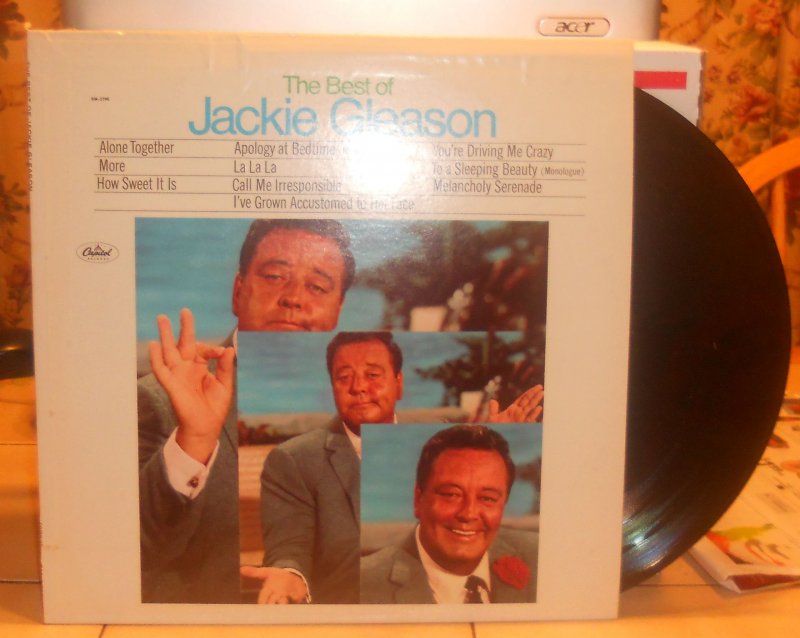 acer
The Best of
Jackie Gleason
Alone Together
More
How Sweet It Is
Apology at Bedtime
La La La
Call Me Irresponsible
I've Grown Accustomed to Her Face
You're Driving Me Crazy
To a Sleeping Beauty (Monologue)
Melancholy Serenade
Capitol
RECORDS